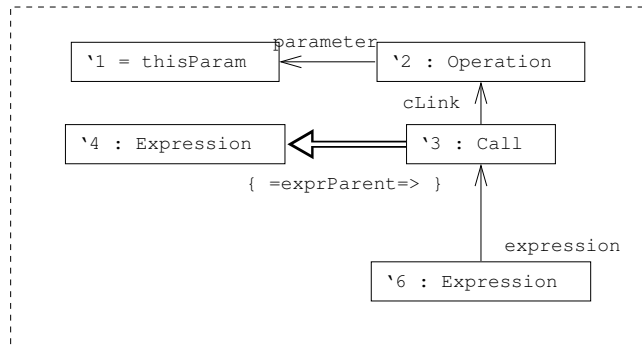 parameter
‵1 = thisParam
‵2 : Operation
cLink
‵4 : Expression
‵3 : Call
{ =exprParent=> }
expression
‵6 : Expression